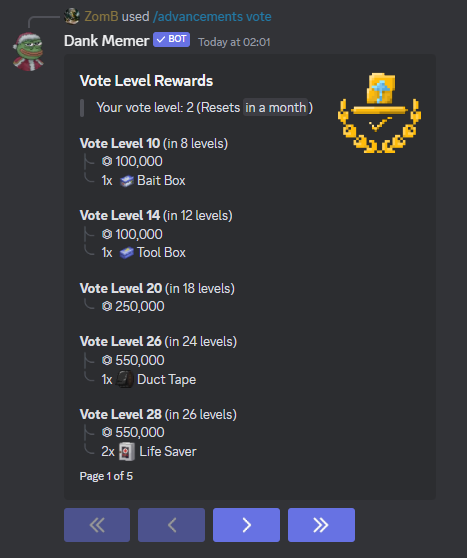 ZomB used /advancements vote
Dank Memer ✓ BOT Today at 02:01
Vote Level Rewards
Your vote level: 2 (Resets in a month)
Vote Level 10 (in 8 levels)
100,000
1x Bait Box
Vote Level 14 (in 12 levels)
100,000
1x Tool Box
Vote Level 20 (in 18 levels)
250,000
Vote Level 26 (in 24 levels)
550,000
1x Duct Tape
Vote Level 28 (in 26 levels)
550,000
2x Life Saver
Page 1 of 5